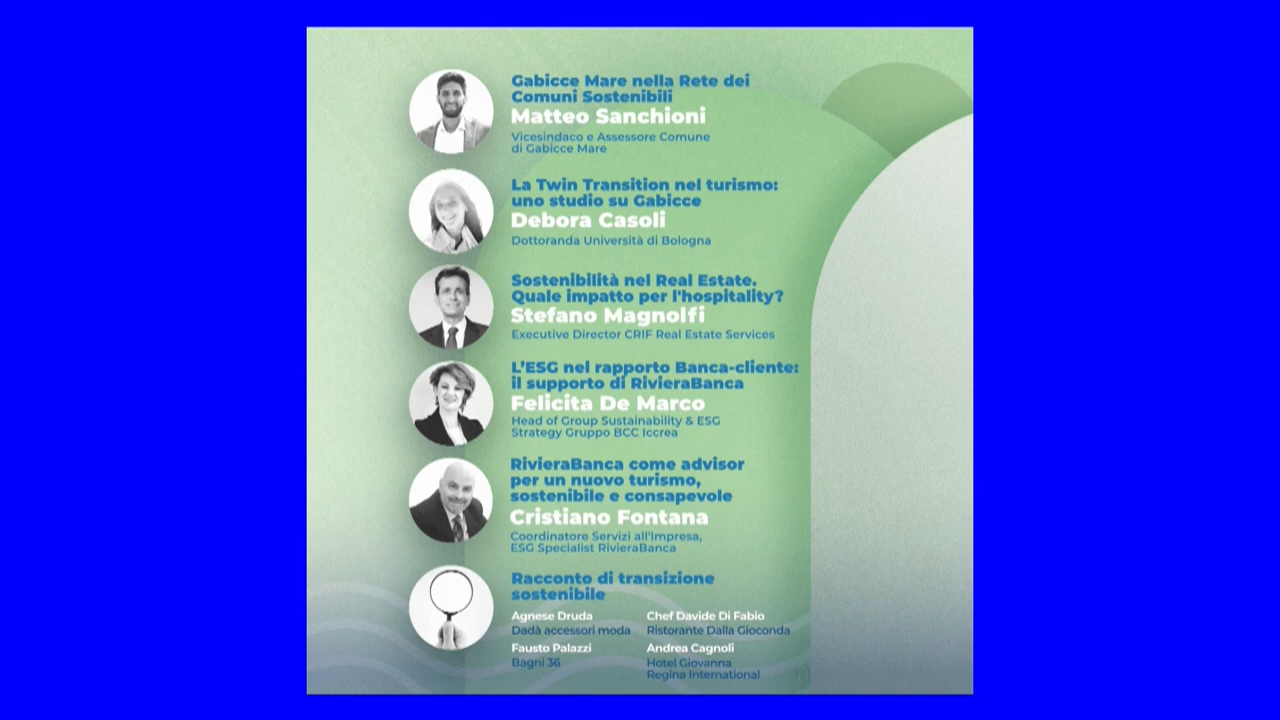 Gabicce Mare nella Rete dei
Comuni Sostenibili
Matteo Sanchioni
Vicesindaco e Assessore Comune
di Gabicce Mare
La Twin Transition nel turismo:
uno studio su Gabicce
Debora Casoli
Dottoranda Università di Bologna
Sostenibilità nel Real Estate.
Quale impatto per l'hospitality?
Stefano Magnolfi
Executive Director CRIF Real Estate Services
L'ESG nel rapporto Banca-cliente:
il supporto di RivieraBanca
Felicita De Marco
Head of Group Sustainability & ESG
Strategy Gruppo BCC Iccrea
RivieraBanca come advisor
per un nuovo turismo,
sostenibile e consapevole
Cristiano Fontana
Coordinatore Servizi all'Impresa,
ESG Specialist RivieraBanca
Racconto di transizione
sostenibile
Agnese Druda
Dadà accessori moda
Chef Davide Di Fabio
Ristorante Dalla Gioconda
Fausto Palazzi
Bagni 36
Andrea Cagnoli
Hotel Giovanna
Regina International